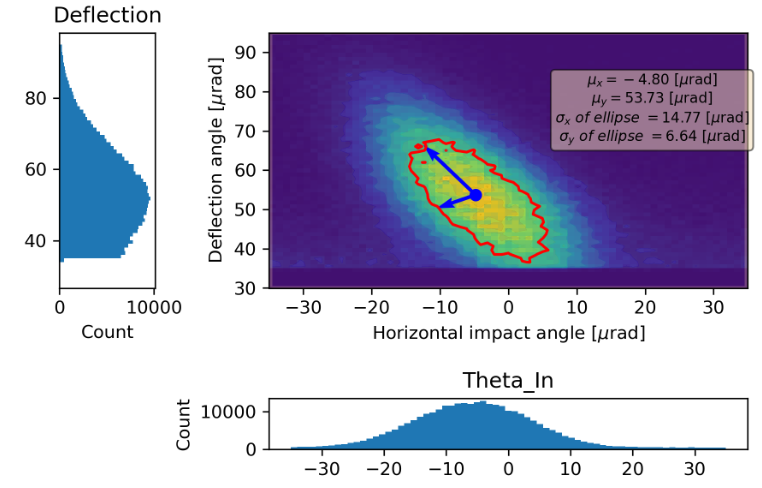 Deflection
80
60
40
0
10000
Count
Deflection angle [μrad]
90
80
70
60
50
40
30
μx = − 4.80 [μrad]
μy = 53.73 [μrad]
σx of ellipse = 14.77 [μrad]
σy of ellipse = 6.64 [μrad]
−30
−20
−10
0
10
20
30
Horizontal impact angle [μrad]
Theta_In
Count
10000
0
−30
−20
−10
0
10
20
30